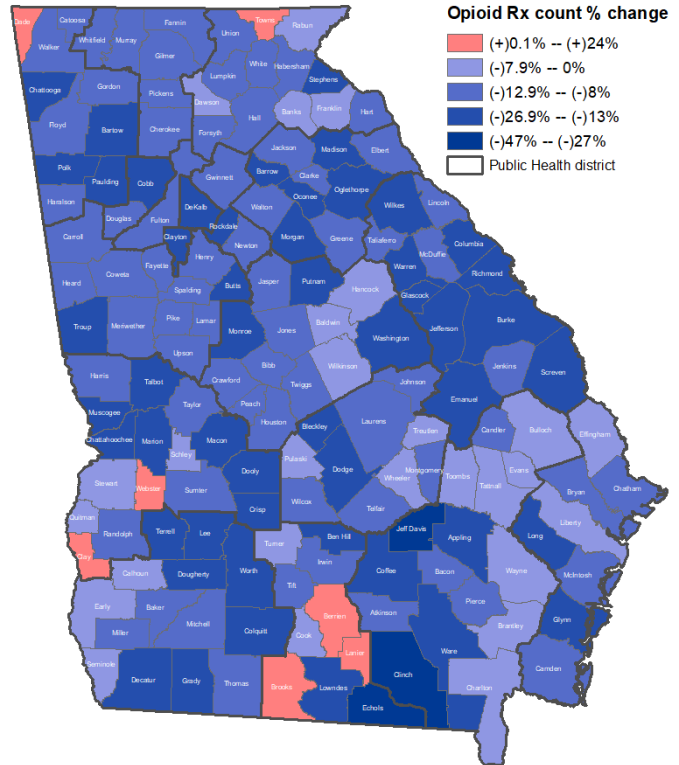 Opioid Rx count % change
(+)0.1% -- (+)24%
(-)7.9% -- 0%
(-)12.9% -- (-)8%
(-)26.9% -- (-)13%
(-)47% -- (-)27%
Public Health district
Dade
Catoosa
Fannin
Towns
Rabun
Walker
Whitfield
Murray
Union
Gilmer
White
Habersham
Lumpkin
Stephens
Chattooga
Gordon
Pickens
Dawson
Banks
Franklin
Hart
Floyd
Bartow
Cherokee
Forsyth
Hall
Jackson
Madison
Elbert
Polk
Paulding
Cobb
Gwinnett
Barrow
Clarke
Oglethorpe
Oconee
Wilkes
Lincoln
Haralson
Douglas
Fulton
DeKalb
Walton
Rockdale
Clayton
Newton
Morgan
Greene
Taliaferro
McDuffie
Columbia
Carroll
Henry
Warren
Richmond
Fayette
Heard
Coweta
Spalding
Butts
Jasper
Putnam
Hancock
Glascock
Troup
Meriwether
Pike
Lamar
Monroe
Jones
Baldwin
Washington
Jefferson
Burke
Upson
Wilkinson
Jenkins
Screven
Harris
Talbot
Crawford
Bibb
Twiggs
Johnson
Emanuel
Muscogee
Taylor
Peach
Houston
Laurens
Chattahoochee
Marion
Macon
Bleckley
Treutlen
Candler
Bulloch
Effingham
Schley
Dooly
Pulaski
Dodge
Montgomery
Wheeler
Toombs
Tattnall
Evans
Stewart
Webster
Sumter
Crisp
Wilcox
Telfair
Bryan
Chatham
Quitman
Randolph
Terrell
Lee
Turner
Ben Hill
Jeff Davis
Appling
Long
Liberty
Clay
Calhoun
Dougherty
Worth
Tift
Irwin
Coffee
Bacon
Wayne
McIntosh
Early
Baker
Mitchell
Colquitt
Berrien
Atkinson
Pierce
Glynn
Miller
Cook
Lanier
Ware
Brantley
Seminole
Decatur
Grady
Thomas
Brooks
Lowndes
Clinch
Echols
Charlton
Camden